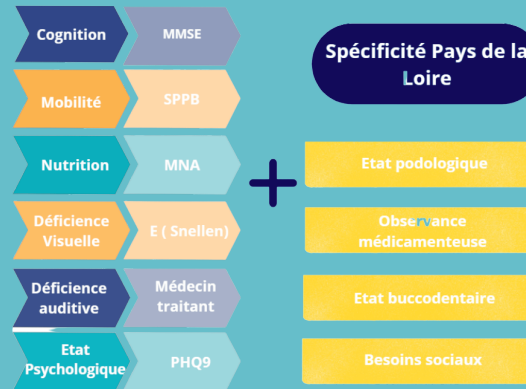 Cognition
MMSE
Mobilité
SPPB
Nutrition
MNA
Déficience
Visuelle
E ( Snellen)
Déficience
auditive
Médecin
traitant
Etat
Psychologique
PHQ9
+
Spécificité Pays de la
Loire
Etat podologique
Observance
médicamenteuse
Etat buccodentaire
Besoins sociaux